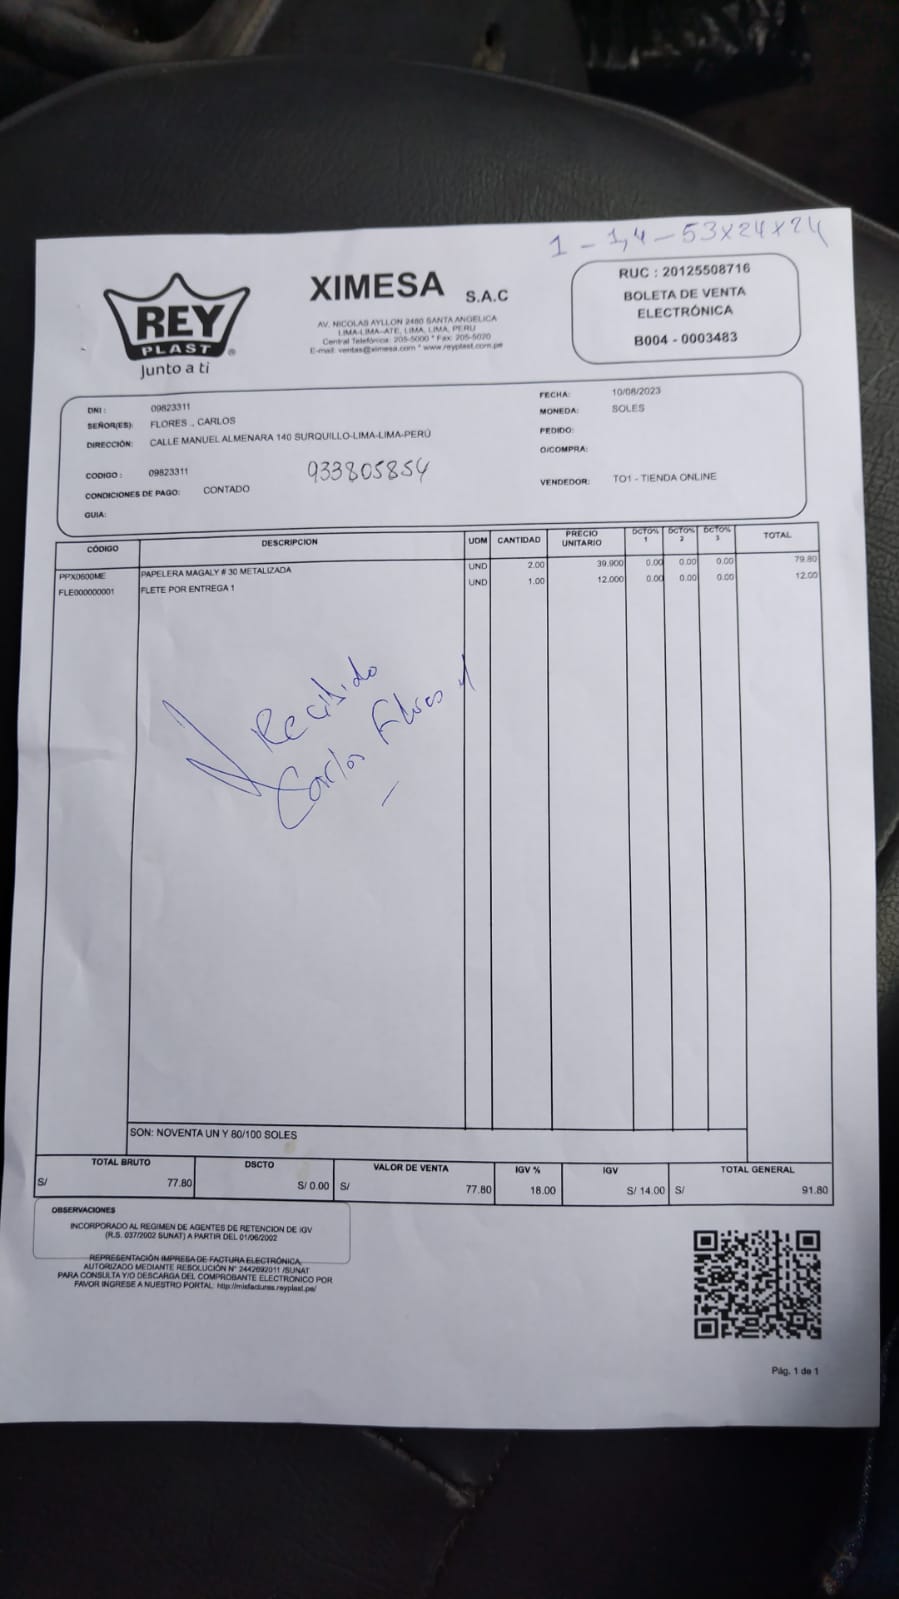 1 - 1,4 - 53x24x24
REY
PLAST ®
Junto a ti
XIMESA S.A.C
AV. NICOLAS AYLLON 2480 SANTA ANGELICA
LIMA-LIMA-ATE, LIMA, LIMA, PERU
Central Telefónica: 205-5000 * Fax: 205-5020
E-mail: ventas@ximesa.com * www.reyplast.com.pe
RUC : 20125508716
BOLETA DE VENTA
ELECTRÓNICA
B004 - 0003483
DNI : 09823311
SEÑOR(ES): FLORES ., CARLOS
DIRECCIÓN: CALLE MANUEL ALMENARA 140 SURQUILLO-LIMA-LIMA-PERÚ
CODIGO : 09823311
933805854
CONDICIONES DE PAGO: CONTADO
GUIA:
FECHA: 10/08/2023
MONEDA: SOLES
PEDIDO:
O/COMPRA:
VENDEDOR: TO1 - TIENDA ONLINE
CÓDIGO DESCRIPCION UDM CANTIDAD PRECIO UNITARIO DCTO% 1 DCTO% 2 DCTO% 3 TOTAL
PPX0600ME PAPELERA MAGALY # 30 METALIZADA UND 2.00 39.900 0.00 0.00 0.00 79.80
FLE000000001 FLETE POR ENTREGA 1 UND 1.00 12.000 0.00 0.00 0.00 12.00
Recibido
Carlos Flores
SON: NOVENTA UN Y 80/100 SOLES
TOTAL BRUTO DSCTO VALOR DE VENTA IGV % IGV TOTAL GENERAL
S/ 77.80 S/ 0.00 S/ 77.80 18.00 S/ 14.00 S/ 91.80
OBSERVACIONES
INCORPORADO AL REGIMEN DE AGENTES DE RETENCION DE IGV
(R.S. 037/2002 SUNAT) A PARTIR DEL 01/06/2002
REPRESENTACIÓN IMPRESA DE FACTURA ELECTRÓNICA,
AUTORIZADO MEDIANTE RESOLUCIÓN N° 2442692011 /SUNAT
PARA CONSULTA Y/O DESCARGA DEL COMPROBANTE ELECTRONICO POR
FAVOR INGRESE A NUESTRO PORTAL: http://misfacturas.reyplast.pe/
Pág. 1 de 1